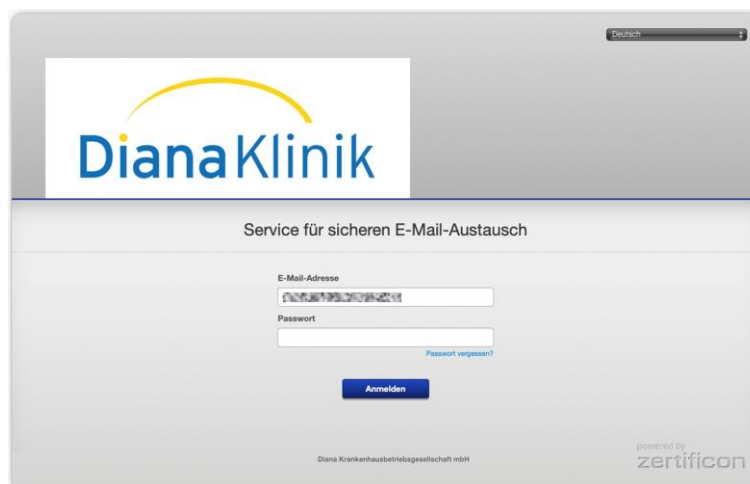 Deutsch
DianaKlinik
Service für sicheren E-Mail-Austausch
E-Mail-Adresse
Passwort
Passwort vergessen?
Anmelden
Diana Krankenhausbetriebsgesellschaft mbH
powered by
zertificon